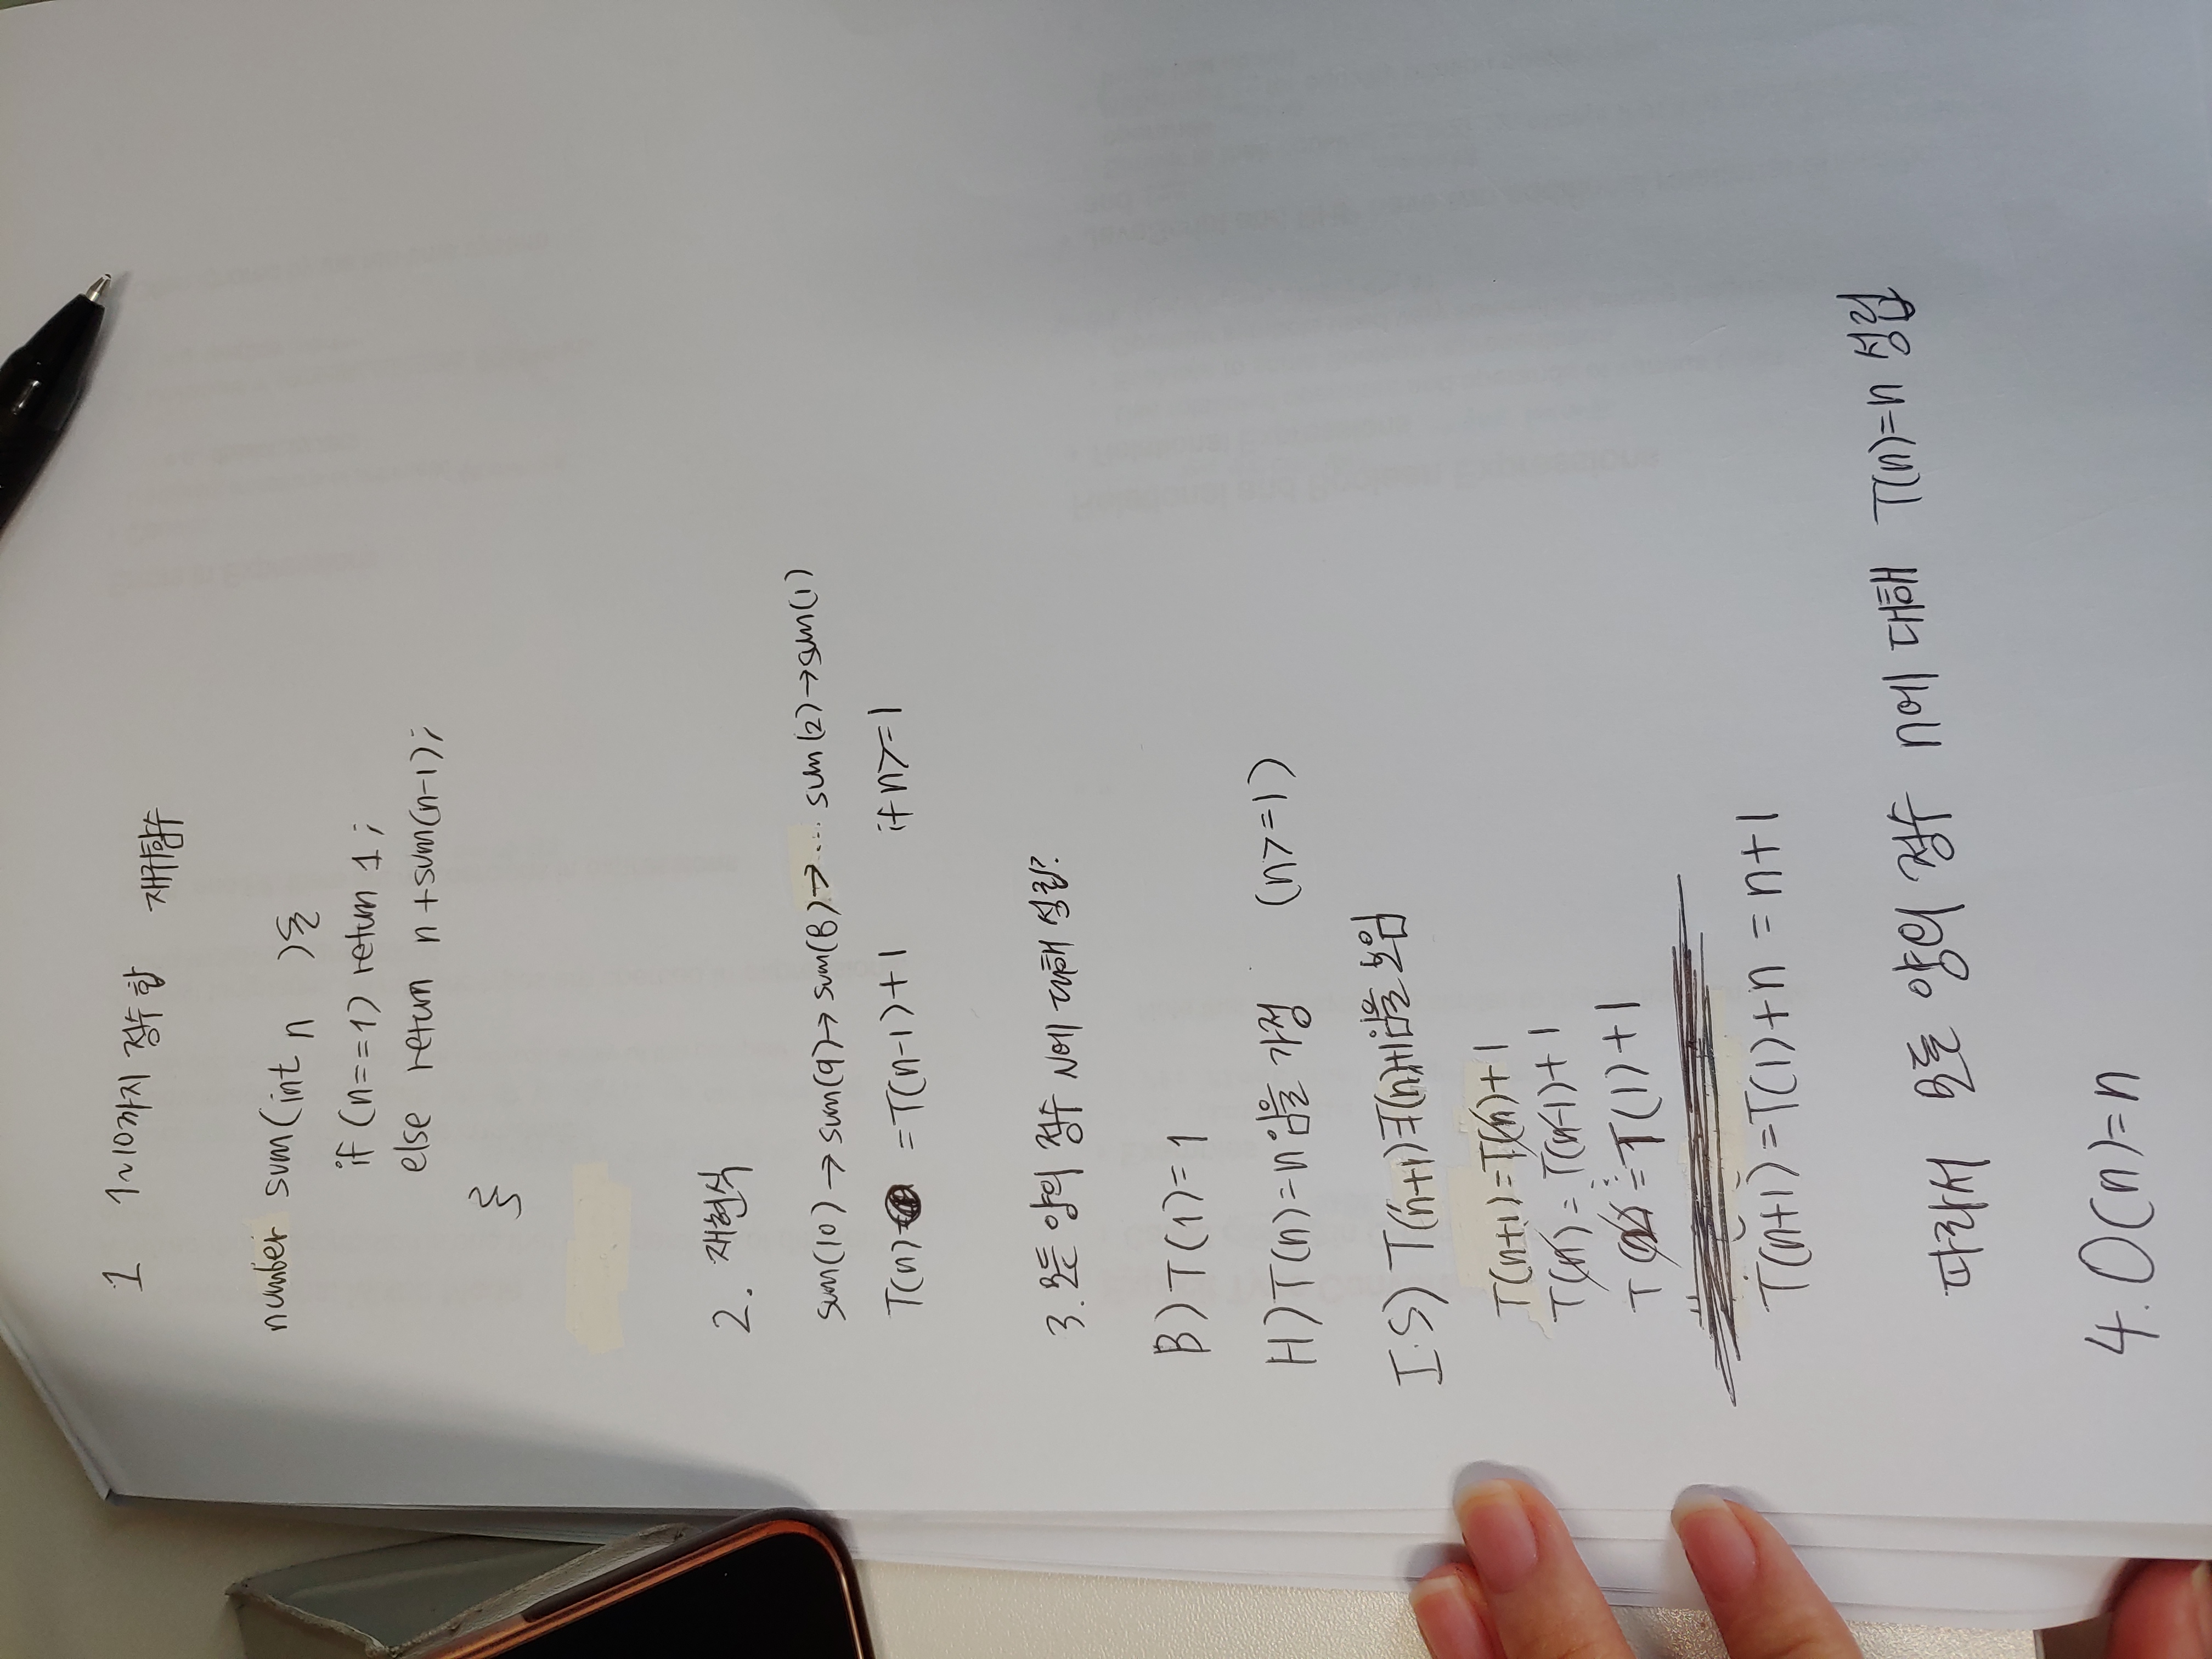 1 1~10까지 정수 합 재귀함수
number sum(int n ){
if (n==1) return 1;
else return n+sum(n-1);
}
2. 재현식
sum(10) → sum(9) → sum(8) → ... sum(2) → sum(1)
T(n) = T(n-1)+1 if n>=1
3. 모든 양의 정수 N에 대해 성립?
B) T(1)=1
H) T(n)=n임을 가정 (n>=1)
I.S) T(n+1)=T(n)+1임을 보임
T(n+1)=T(n)+1
T(n)=T(n-1)+1
⋮
T(2)=T(1)+1
T(n+1)=T(1)+n=n+1
따라서 모든 양의 정수 n에 대해 T(n)=n 성립
4. O(n)=n